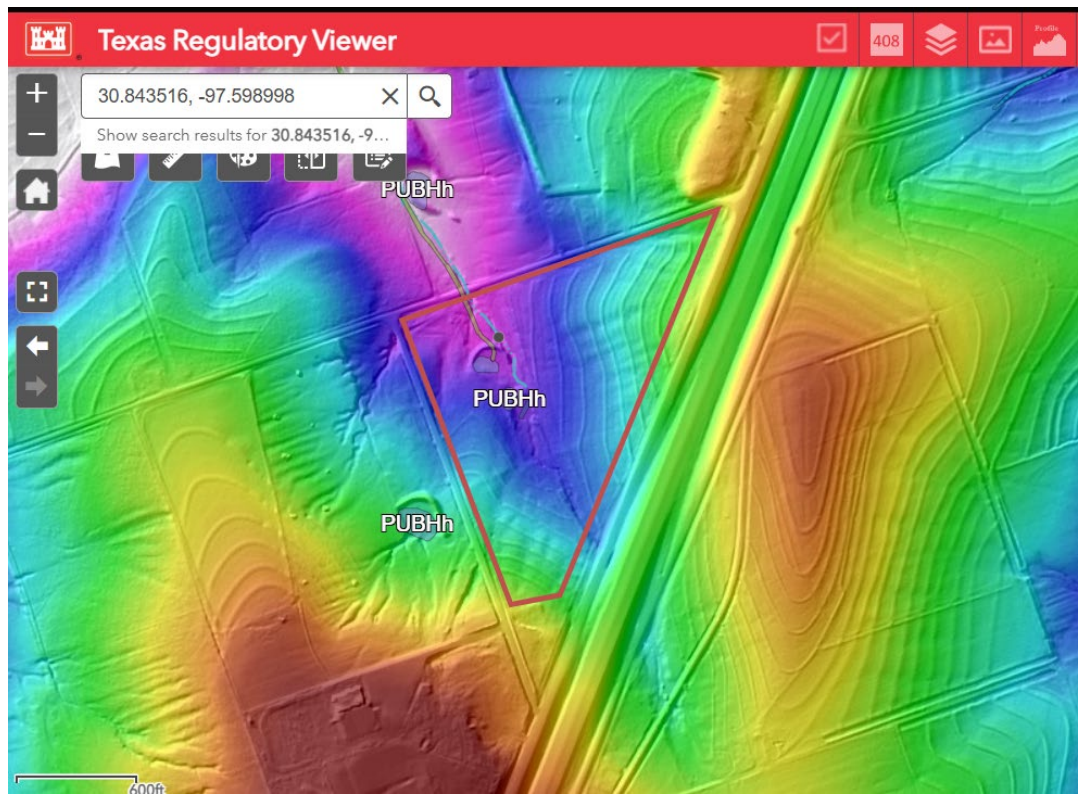 Texas Regulatory Viewer
408
Profile
30.843516, -97.598998
Show search results for 30.843516, -9...
PUBHh
PUBHh
PUBHh
600ft